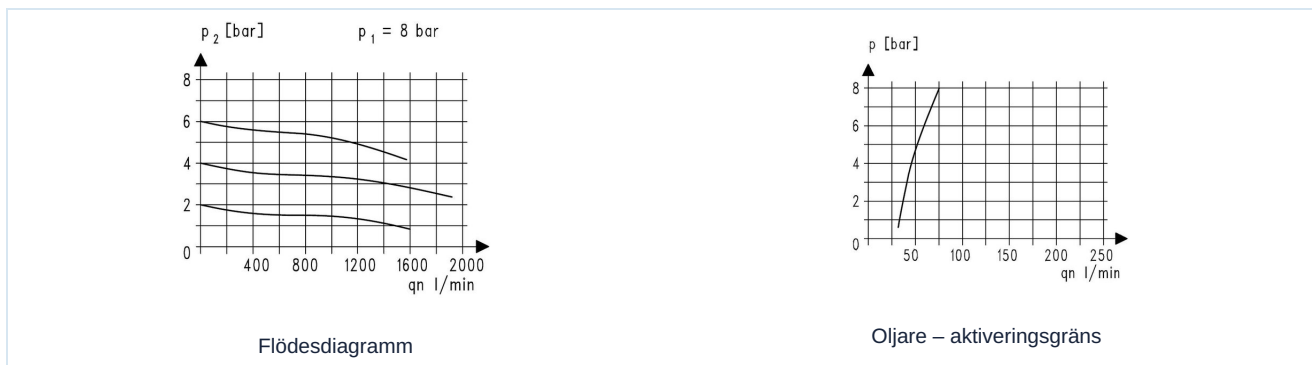 p 2 [bar]
p 1 = 8 bar
8
6
4
2
0
400 800 1200 1600 2000
qn l/min
Flödesdiagramm
p [bar]
8
6
4
2
0
50 100 150 200 250
qn l/min
Oljare – aktiveringsgräns